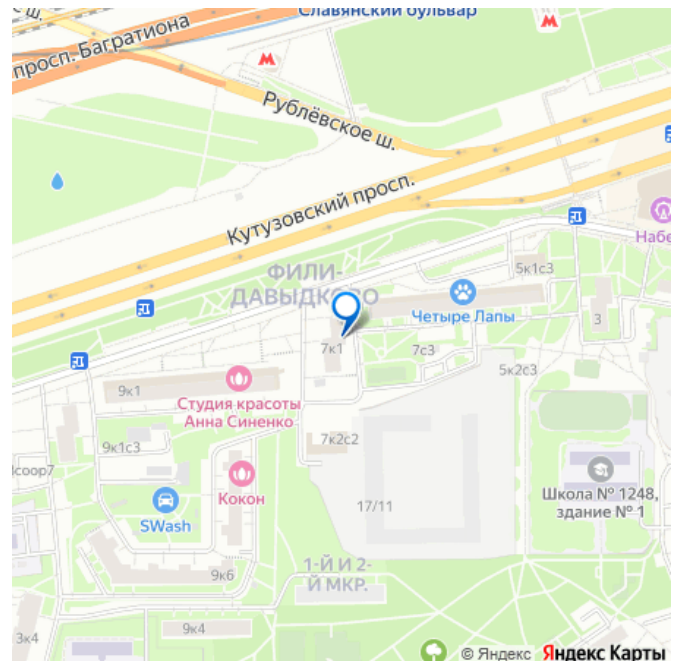 ш.
Славянский бульвар
просп. Багратиона
Рублёвское ш.
Кутузовский просп.
Набе
ФИЛИ-
ДАВЫДКОВО
5к1с3
Четыре Лапы
3
7к1
7с3
5к2с3
9к1
Студия красоты
Анна Синенко
7к2с2
9к1с3
Кокон
SWash
17/11
Школа № 1248,
здание № 1
1-Й И 2-
Й МКР.
9к6
9к4
3к4
© Яндекс Яндекс Карты